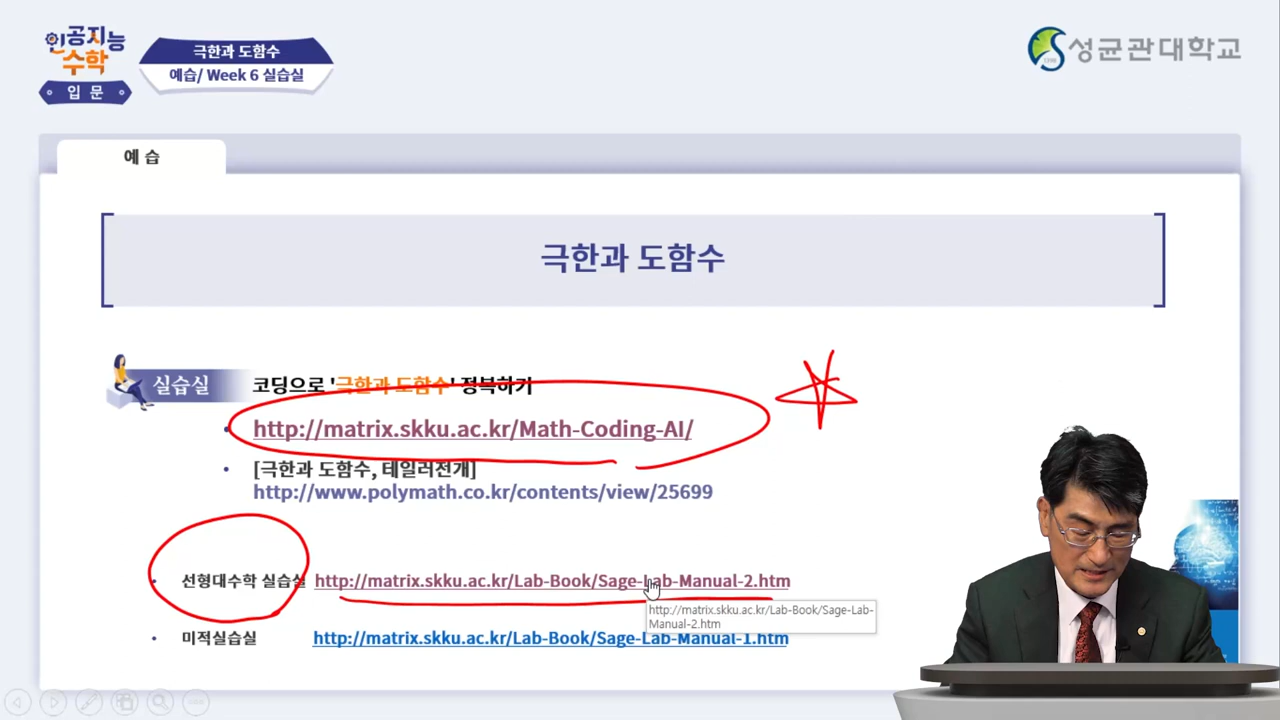 인공지능
수학
입 문
극한과 도함수
예습/ Week 6 실습실
성균관대학교
예 습
극한과 도함수
실습실
코딩으로 '극한과 도함수' 정복하기
• http://matrix.skku.ac.kr/Math-Coding-AI/
• [극한과 도함수, 테일러전개]
http://www.polymath.co.kr/contents/view/25699
• 선형대수학 실습실 http://matrix.skku.ac.kr/Lab-Book/Sage-Lab-Manual-2.htm
http://matrix.skku.ac.kr/Lab-Book/Sage-Lab-
Manual-2.htm
• 미적실습실 http://matrix.skku.ac.kr/Lab-Book/Sage-Lab-Manual-1.htm